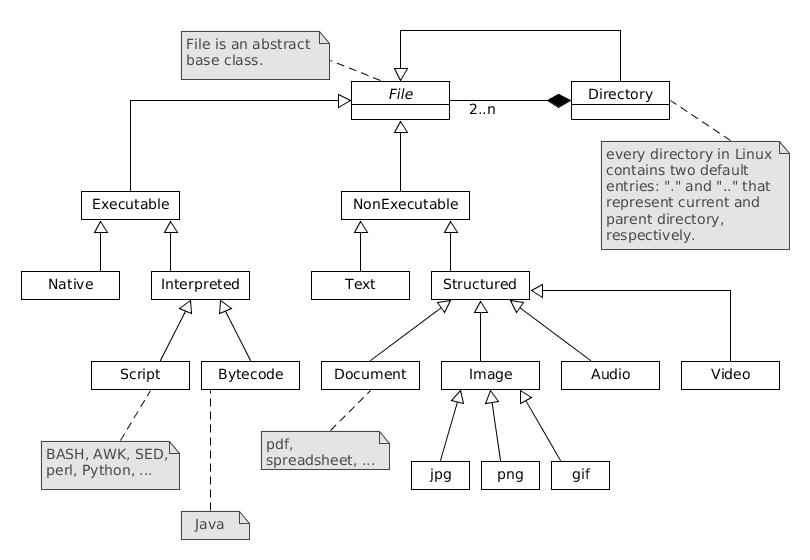 File is an abstract
base class.
File
2..n
Directory
every directory in Linux
contains two default
entries: "." and ".." that
represent current and
parent directory,
respectively.
Executable
NonExecutable
Native
Interpreted
Text
Structured
Script
Bytecode
Document
Image
Audio
Video
BASH, AWK, SED,
perl, Python, ...
pdf,
spreadsheet, ...
jpg
png
gif
Java